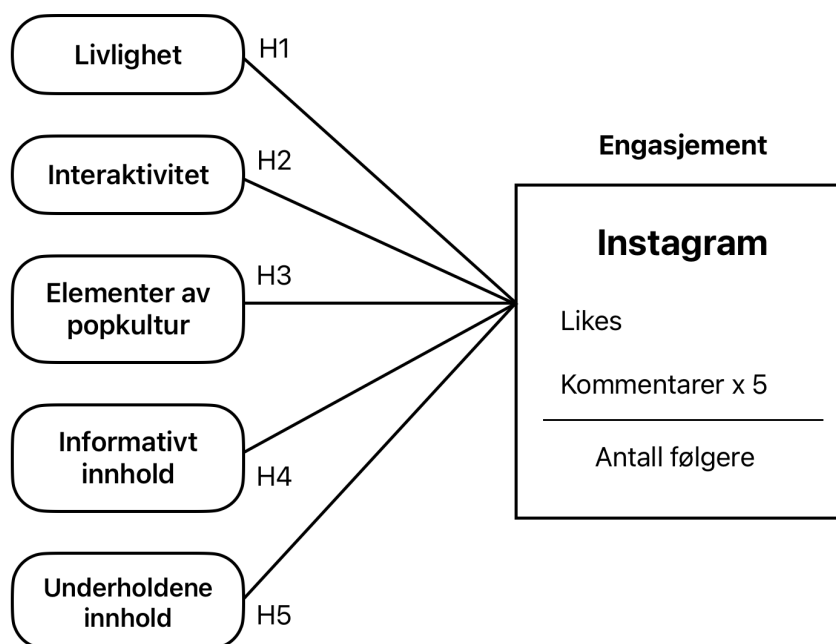 Livlighet
H1
Interaktivitet
H2
Elementer av
popkultur
H3
Informativt
innhold
H4
Underholdene
innhold
H5
Engasjement
Instagram
Likes
Kommentarer x 5
Antall følgere